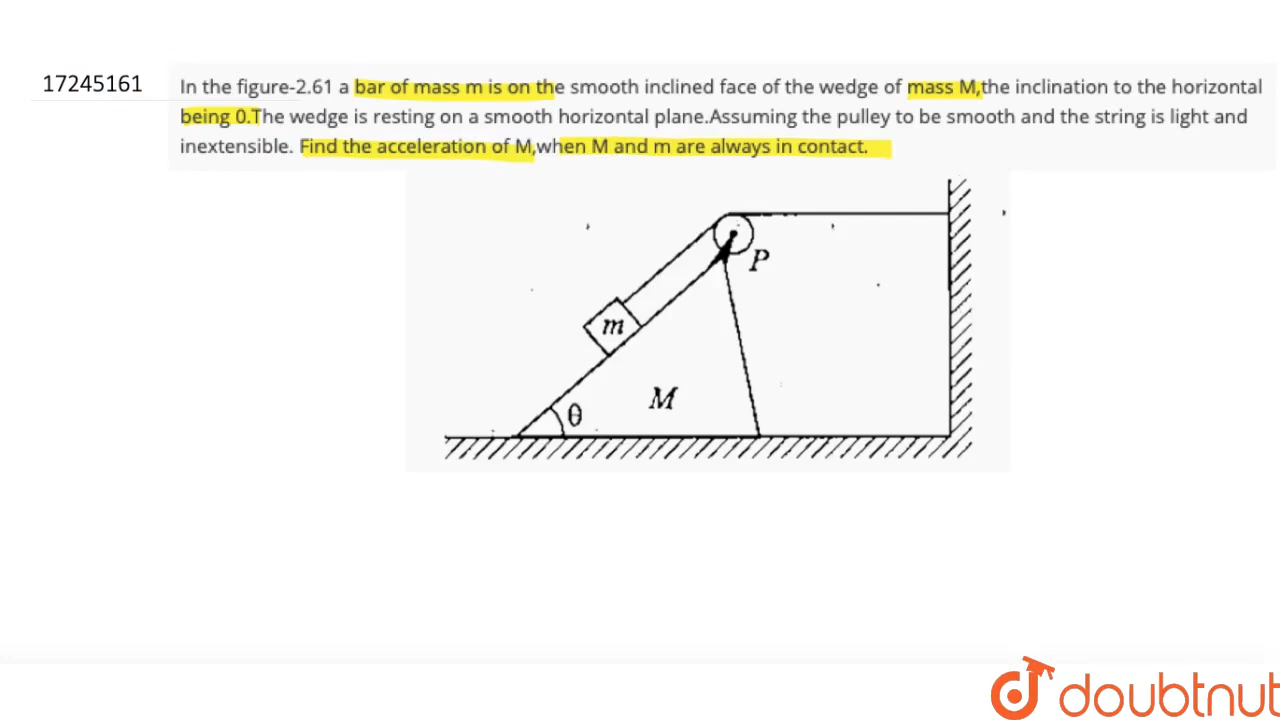 17245161
In the figure-2.61 a bar of mass m is on the smooth inclined face of the wedge of mass M,the inclination to the horizontal
being 0.The wedge is resting on a smooth horizontal plane.Assuming the pulley to be smooth and the string is light and
inextensible. Find the acceleration of M,when M and m are always in contact.
P
m
M
θ
doubtnut